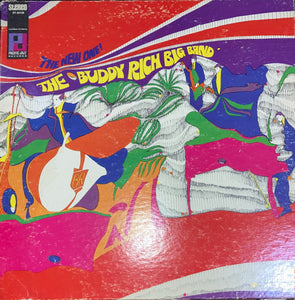 STEREO
THE NEW ONE!
THE BUDDY RICH BIG BAND